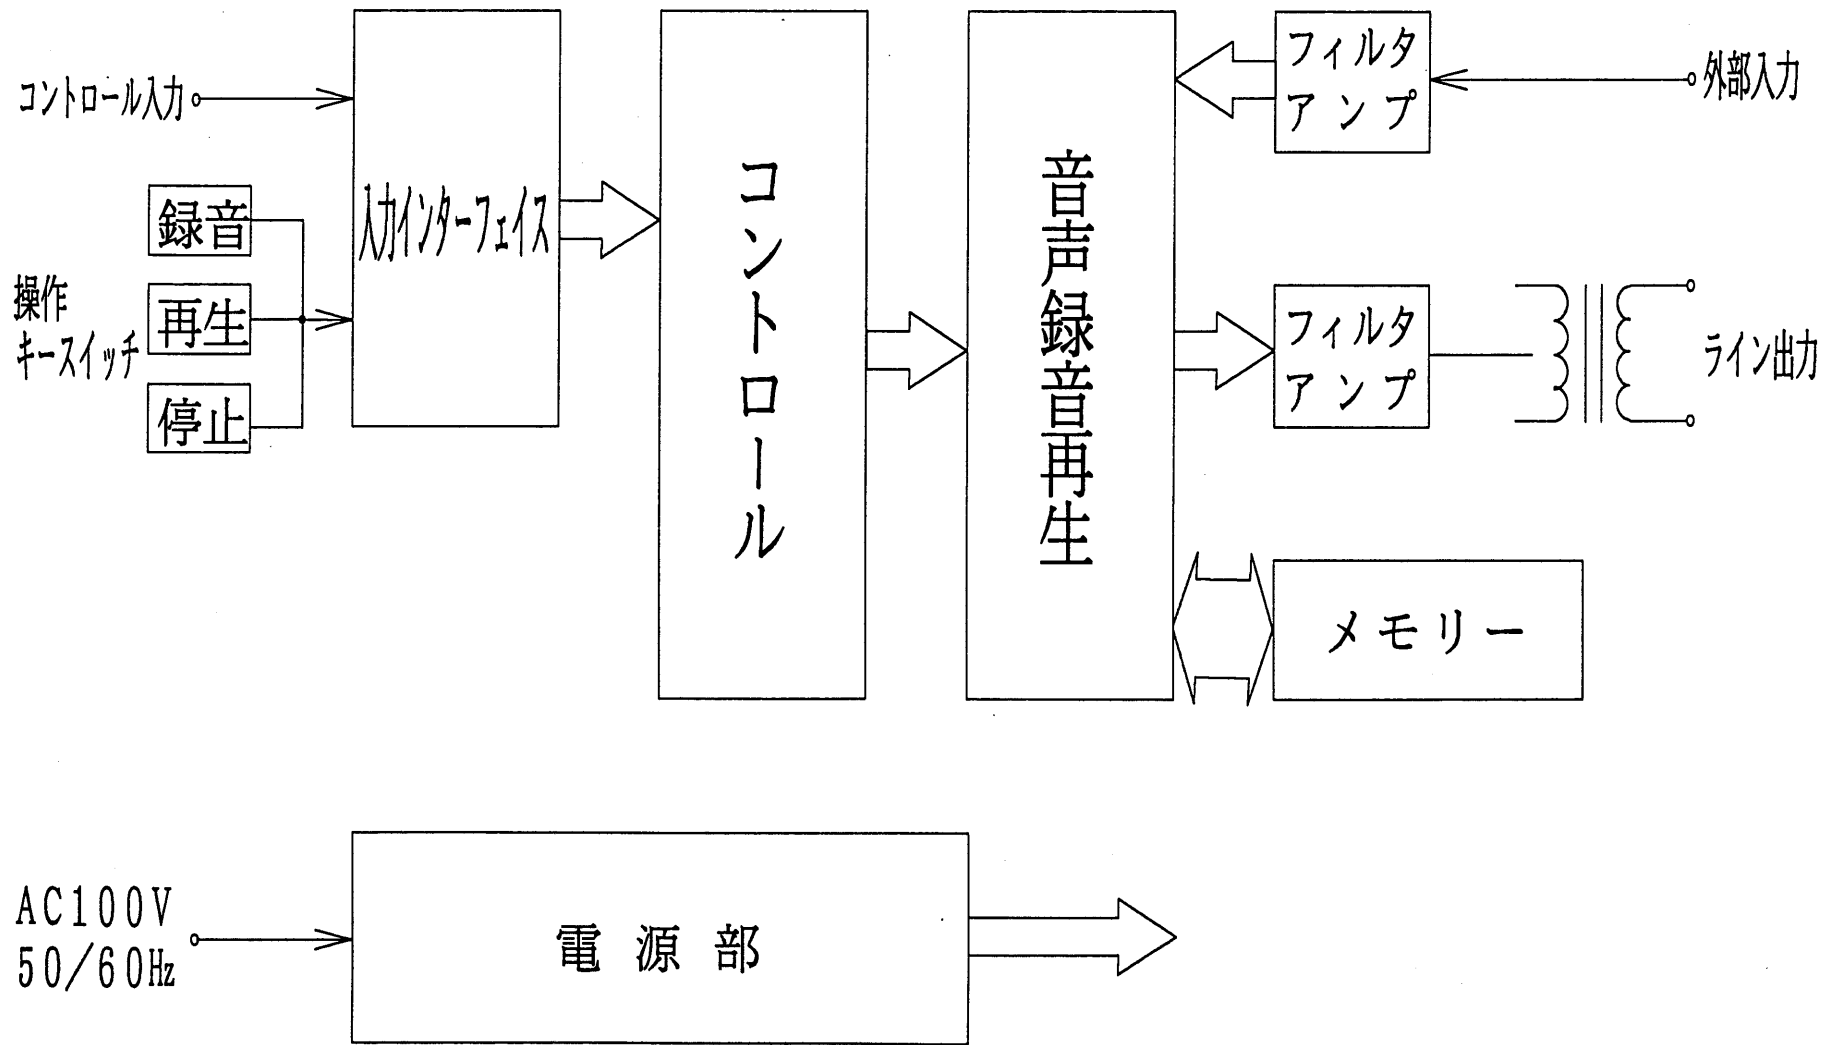 コントロール入力
操作
キースイッチ
録音
再生
停止
入力インターフェイス
コントロール
音声録音再生
フィルタ
アンプ
外部入力
フィルタ
アンプ
ライン出力
メモリー
AC100V
50/60Hz
電源部